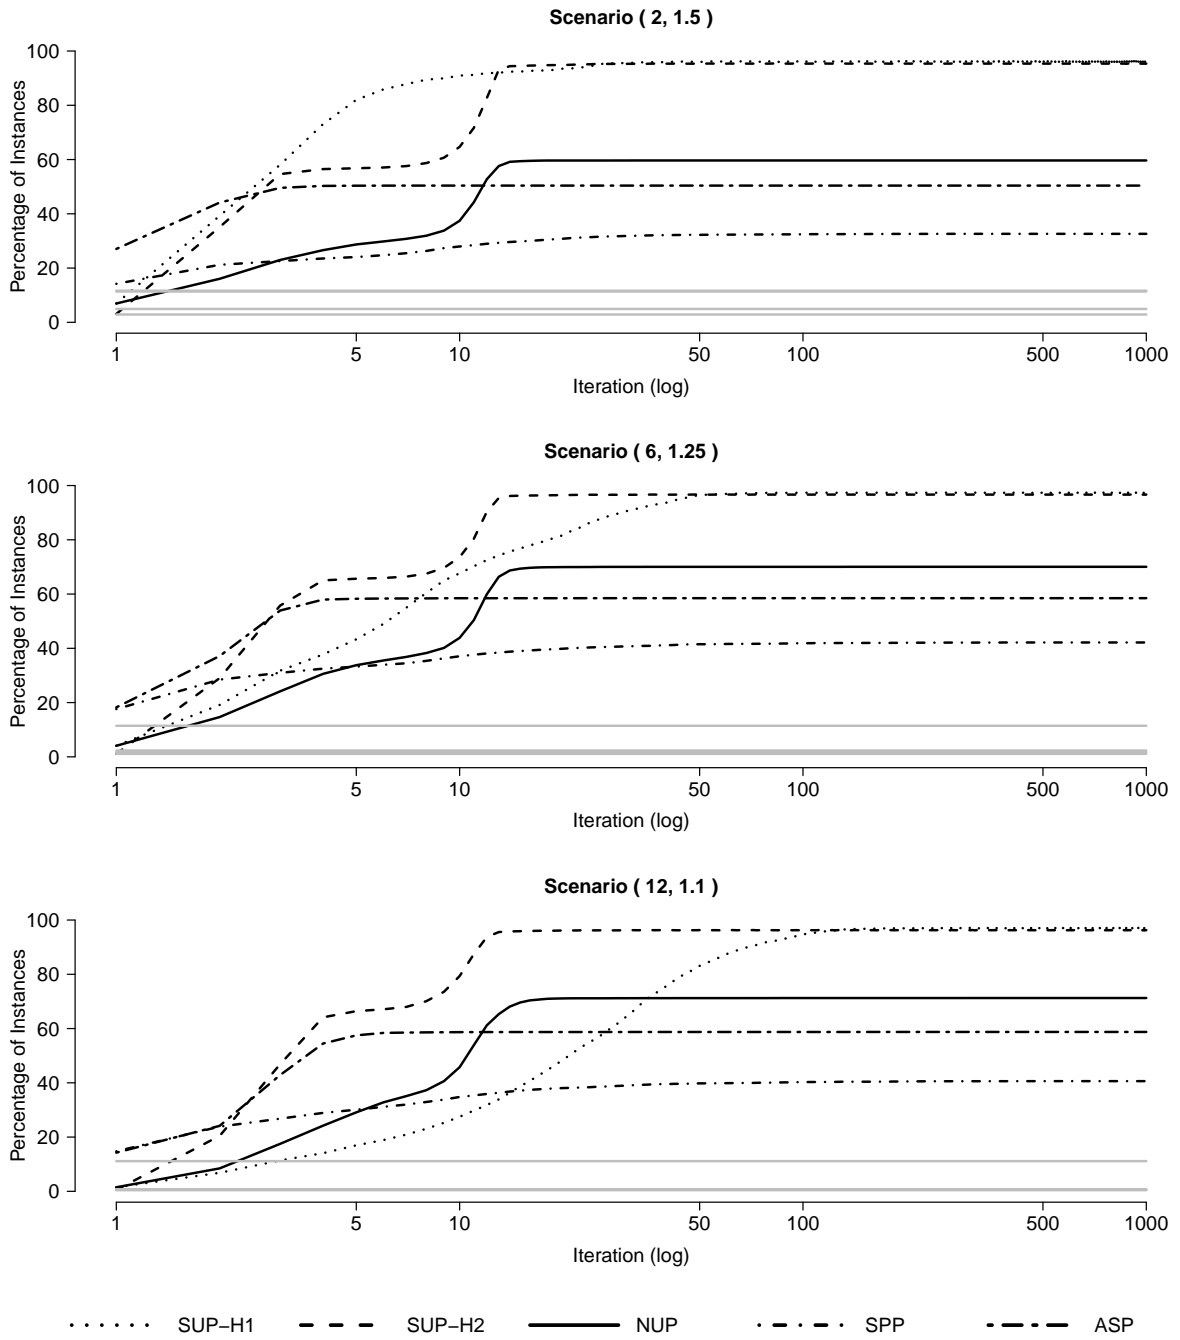 Scenario ( 2, 1.5 )
Percentage of Instances
100
80
60
40
20
0
1 5 10 50 100 500 1000
Iteration (log)
Scenario ( 6, 1.25 )
Percentage of Instances
100
80
60
40
20
0
1 5 10 50 100 500 1000
Iteration (log)
Scenario ( 12, 1.1 )
Percentage of Instances
100
80
60
40
20
0
1 5 10 50 100 500 1000
Iteration (log)
SUP−H1 SUP−H2 NUP SPP ASP